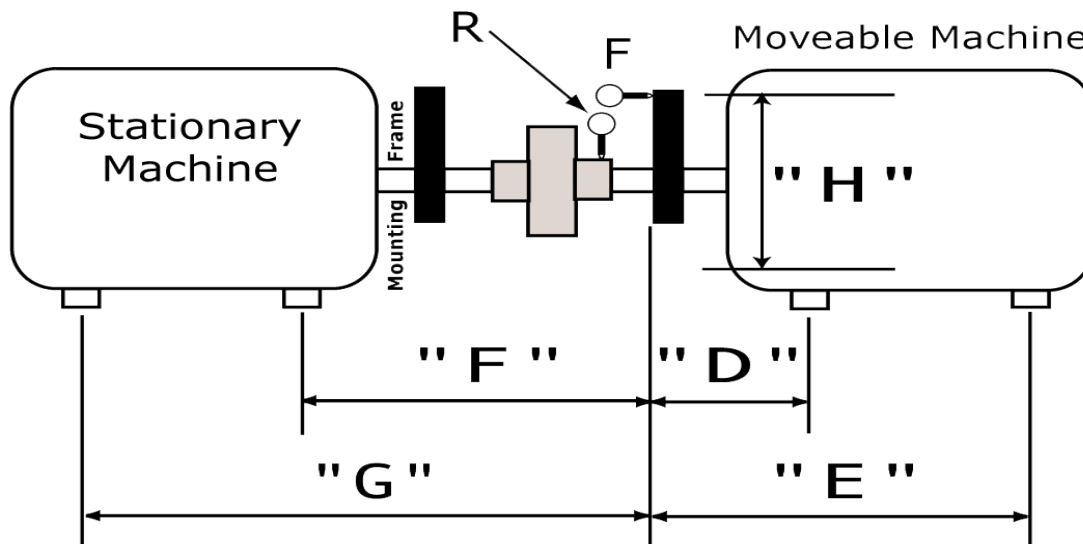 R
F
Moveable Machine
Stationary
Machine
Mounting Frame
" H "
" F "
" D "
" G "
" E "